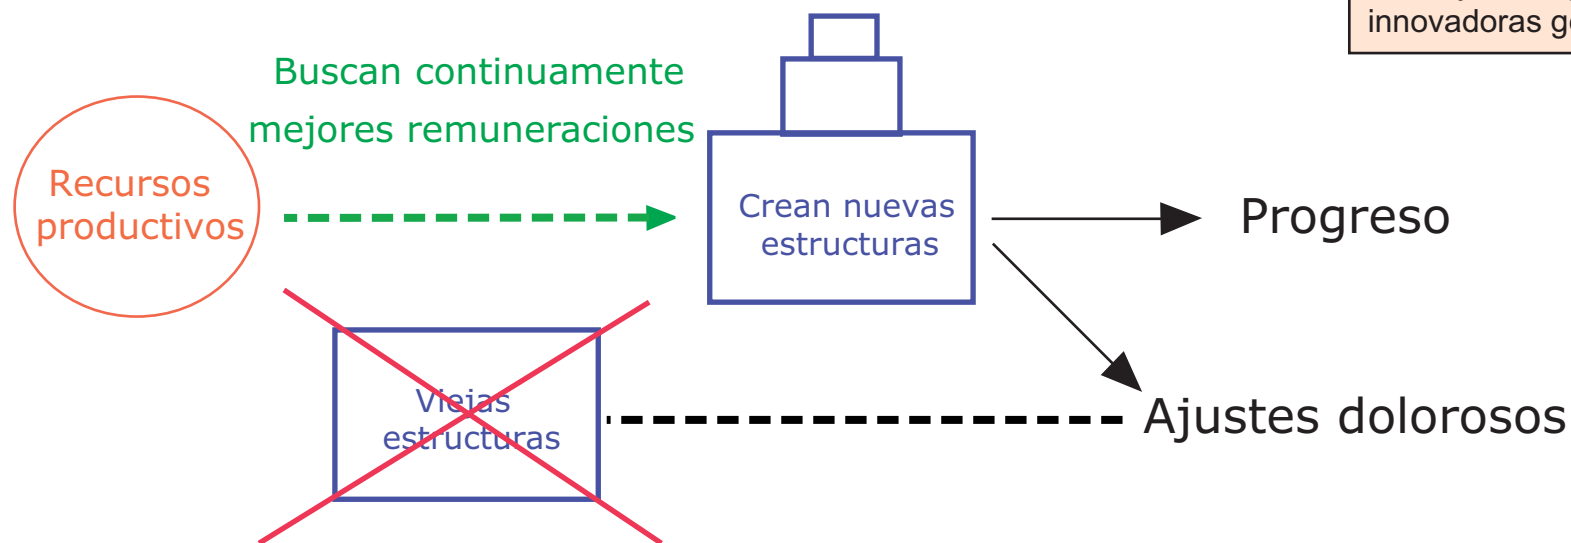 innovadoras
Buscan continuamente
mejores remuneraciones
Recursos
productivos
Crean nuevas
estructuras
Progreso
Viejas
estructuras
Ajustes dolorosos